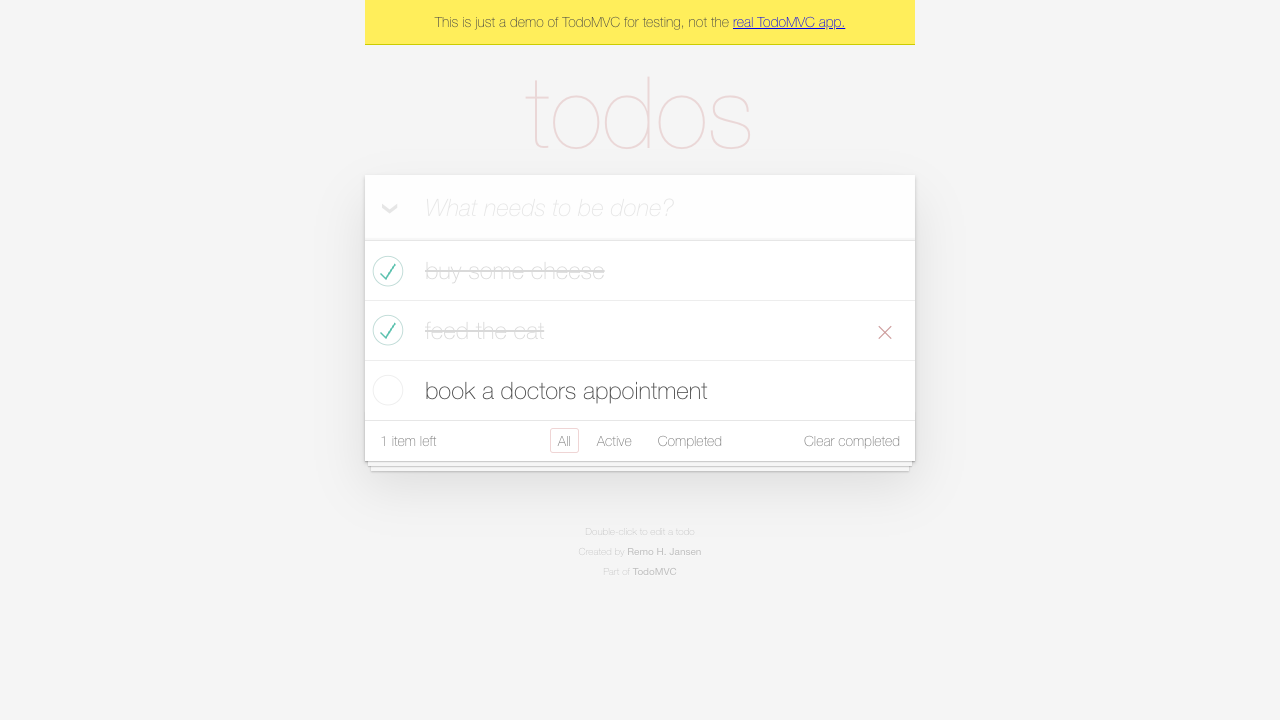 This is just a demo of TodoMVC for testing, not the real TodoMVC app.
todos
What needs to be done?
buy some cheese
feed the cat
book a doctors appointment
1 item left All Active Completed Clear completed
Double-click to edit a todo
Created by Remo H. Jansen
Part of TodoMVC